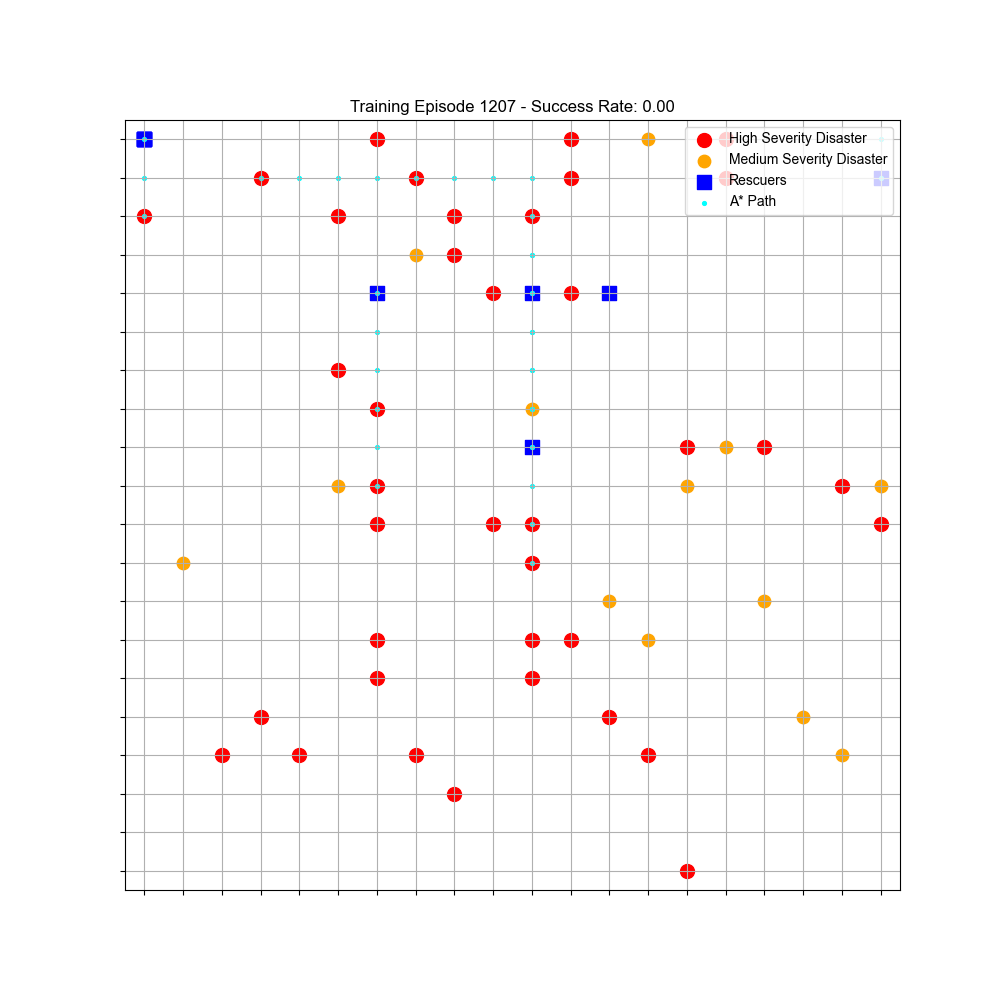 Training Episode 1207 - Success Rate: 0.00
High Severity Disaster
Medium Severity Disaster
Rescuers
A* Path